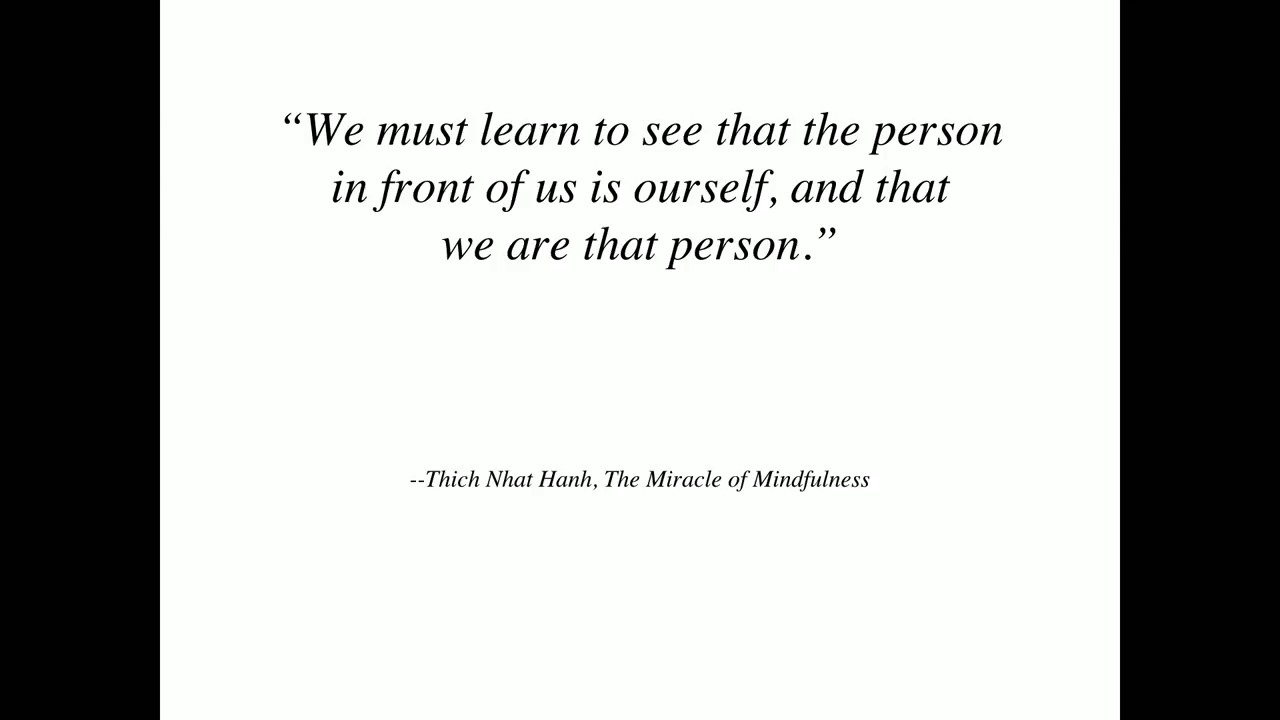 “We must learn to see that the person
in front of us is ourself, and that
we are that person.”
--Thich Nhat Hanh, The Miracle of Mindfulness